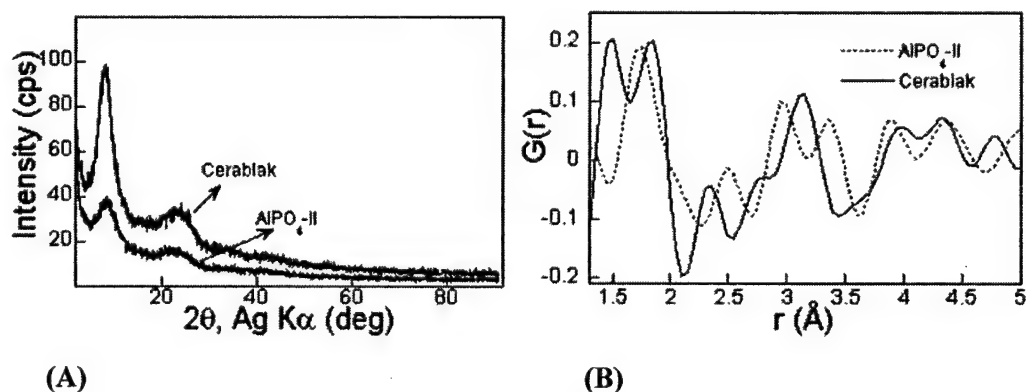 100
80
60
40
20
Intensity (cps)
Cerablak
AlPO4-II
20 40 60 80
2θ, Ag Kα (deg)
(A)
0.2
0.1
0
-0.1
-0.2
G(r)
AlPO4-II
Cerablak
1.5 2 2.5 3 3.5 4 4.5 5
r (Å)
(B)